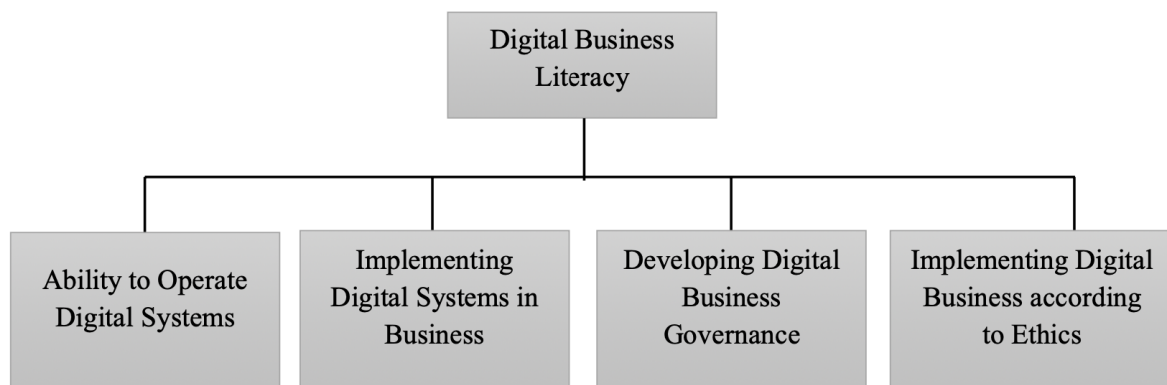 Digital Business
Literacy
Ability to Operate
Digital Systems
Implementing
Digital Systems in
Business
Developing Digital
Business
Governance
Implementing Digital
Business according
to Ethics